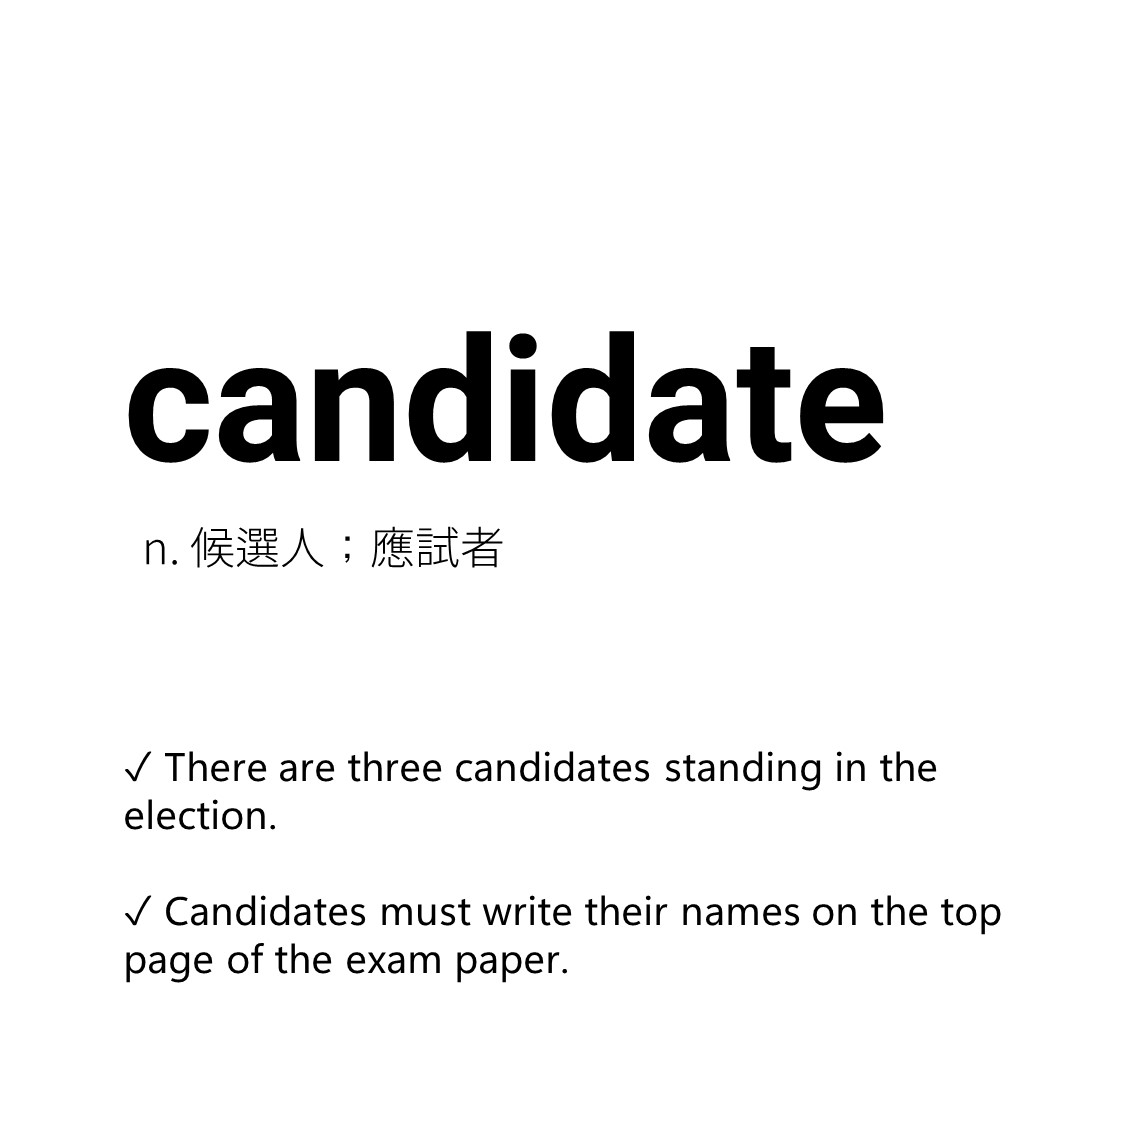 candidate
n. 候選人；應試者
✓ There are three candidates standing in the
election.
✓ Candidates must write their names on the top
page of the exam paper.